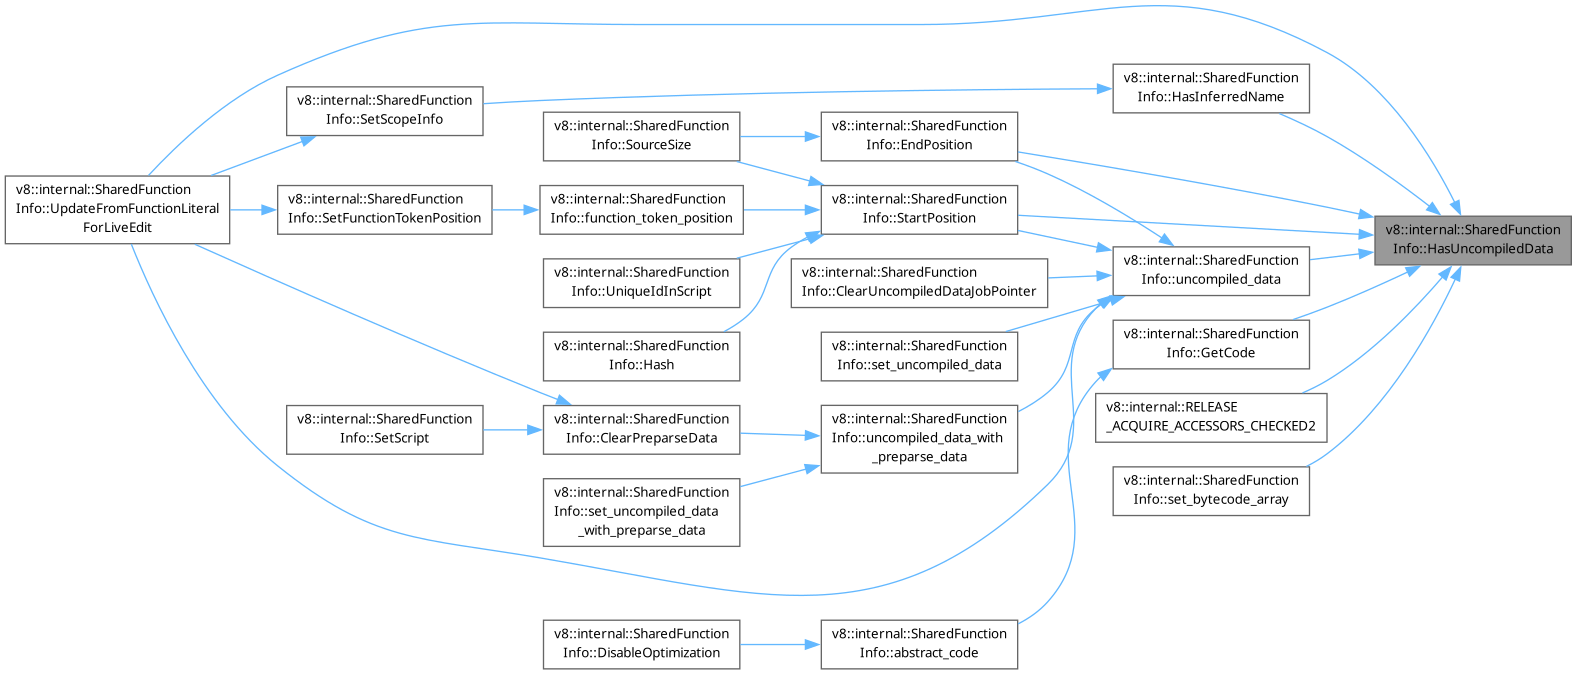 v8::internal::SharedFunction
Info::UpdateFromFunctionLiteral
ForLiveEdit
v8::internal::SharedFunction
Info::SetScopeInfo
v8::internal::SharedFunction
Info::SetFunctionTokenPosition
v8::internal::SharedFunction
Info::SetScript
v8::internal::SharedFunction
Info::SourceSize
v8::internal::SharedFunction
Info::function_token_position
v8::internal::SharedFunction
Info::UniqueIdInScript
v8::internal::SharedFunction
Info::Hash
v8::internal::SharedFunction
Info::ClearPreparseData
v8::internal::SharedFunction
Info::set_uncompiled_data
_with_preparse_data
v8::internal::SharedFunction
Info::DisableOptimization
v8::internal::SharedFunction
Info::EndPosition
v8::internal::SharedFunction
Info::StartPosition
v8::internal::SharedFunction
Info::ClearUncompiledDataJobPointer
v8::internal::SharedFunction
Info::set_uncompiled_data
v8::internal::SharedFunction
Info::uncompiled_data_with
_preparse_data
v8::internal::SharedFunction
Info::abstract_code
v8::internal::SharedFunction
Info::HasInferredName
v8::internal::SharedFunction
Info::uncompiled_data
v8::internal::SharedFunction
Info::GetCode
v8::internal::RELEASE
_ACQUIRE_ACCESSORS_CHECKED2
v8::internal::SharedFunction
Info::set_bytecode_array
v8::internal::SharedFunction
Info::HasUncompiledData